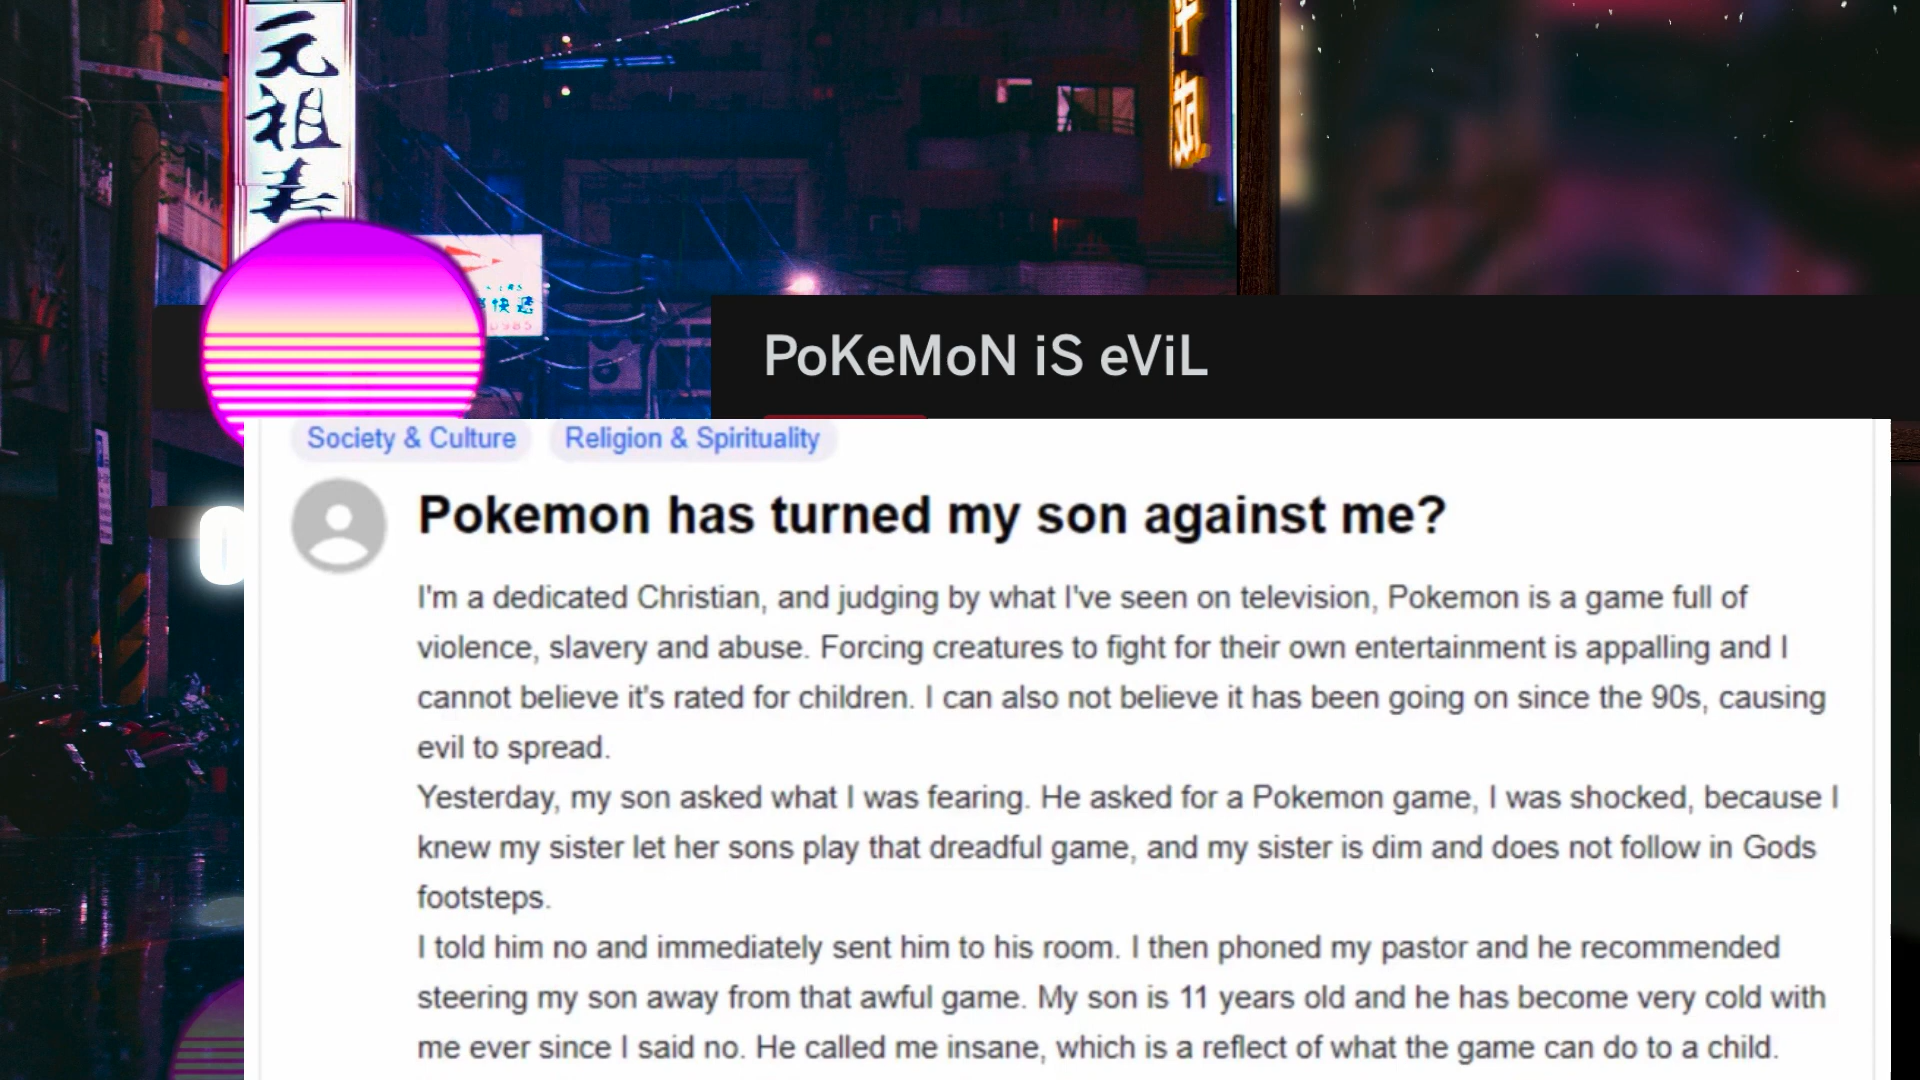 元
祖
寿
快遞
PoKeMoN iS eViL
Society & Culture
Religion & Spirituality
Pokemon has turned my son against me?
I'm a dedicated Christian, and judging by what I've seen on television, Pokemon is a game full of
violence, slavery and abuse. Forcing creatures to fight for their own entertainment is appalling and I
cannot believe it's rated for children. I can also not believe it has been going on since the 90s, causing
evil to spread.
Yesterday, my son asked what I was fearing. He asked for a Pokemon game, I was shocked, because I
knew my sister let her sons play that dreadful game, and my sister is dim and does not follow in Gods
footsteps.
I told him no and immediately sent him to his room. I then phoned my pastor and he recommended
steering my son away from that awful game. My son is 11 years old and he has become very cold with
me ever since I said no. He called me insane, which is a reflect of what the game can do to a child.